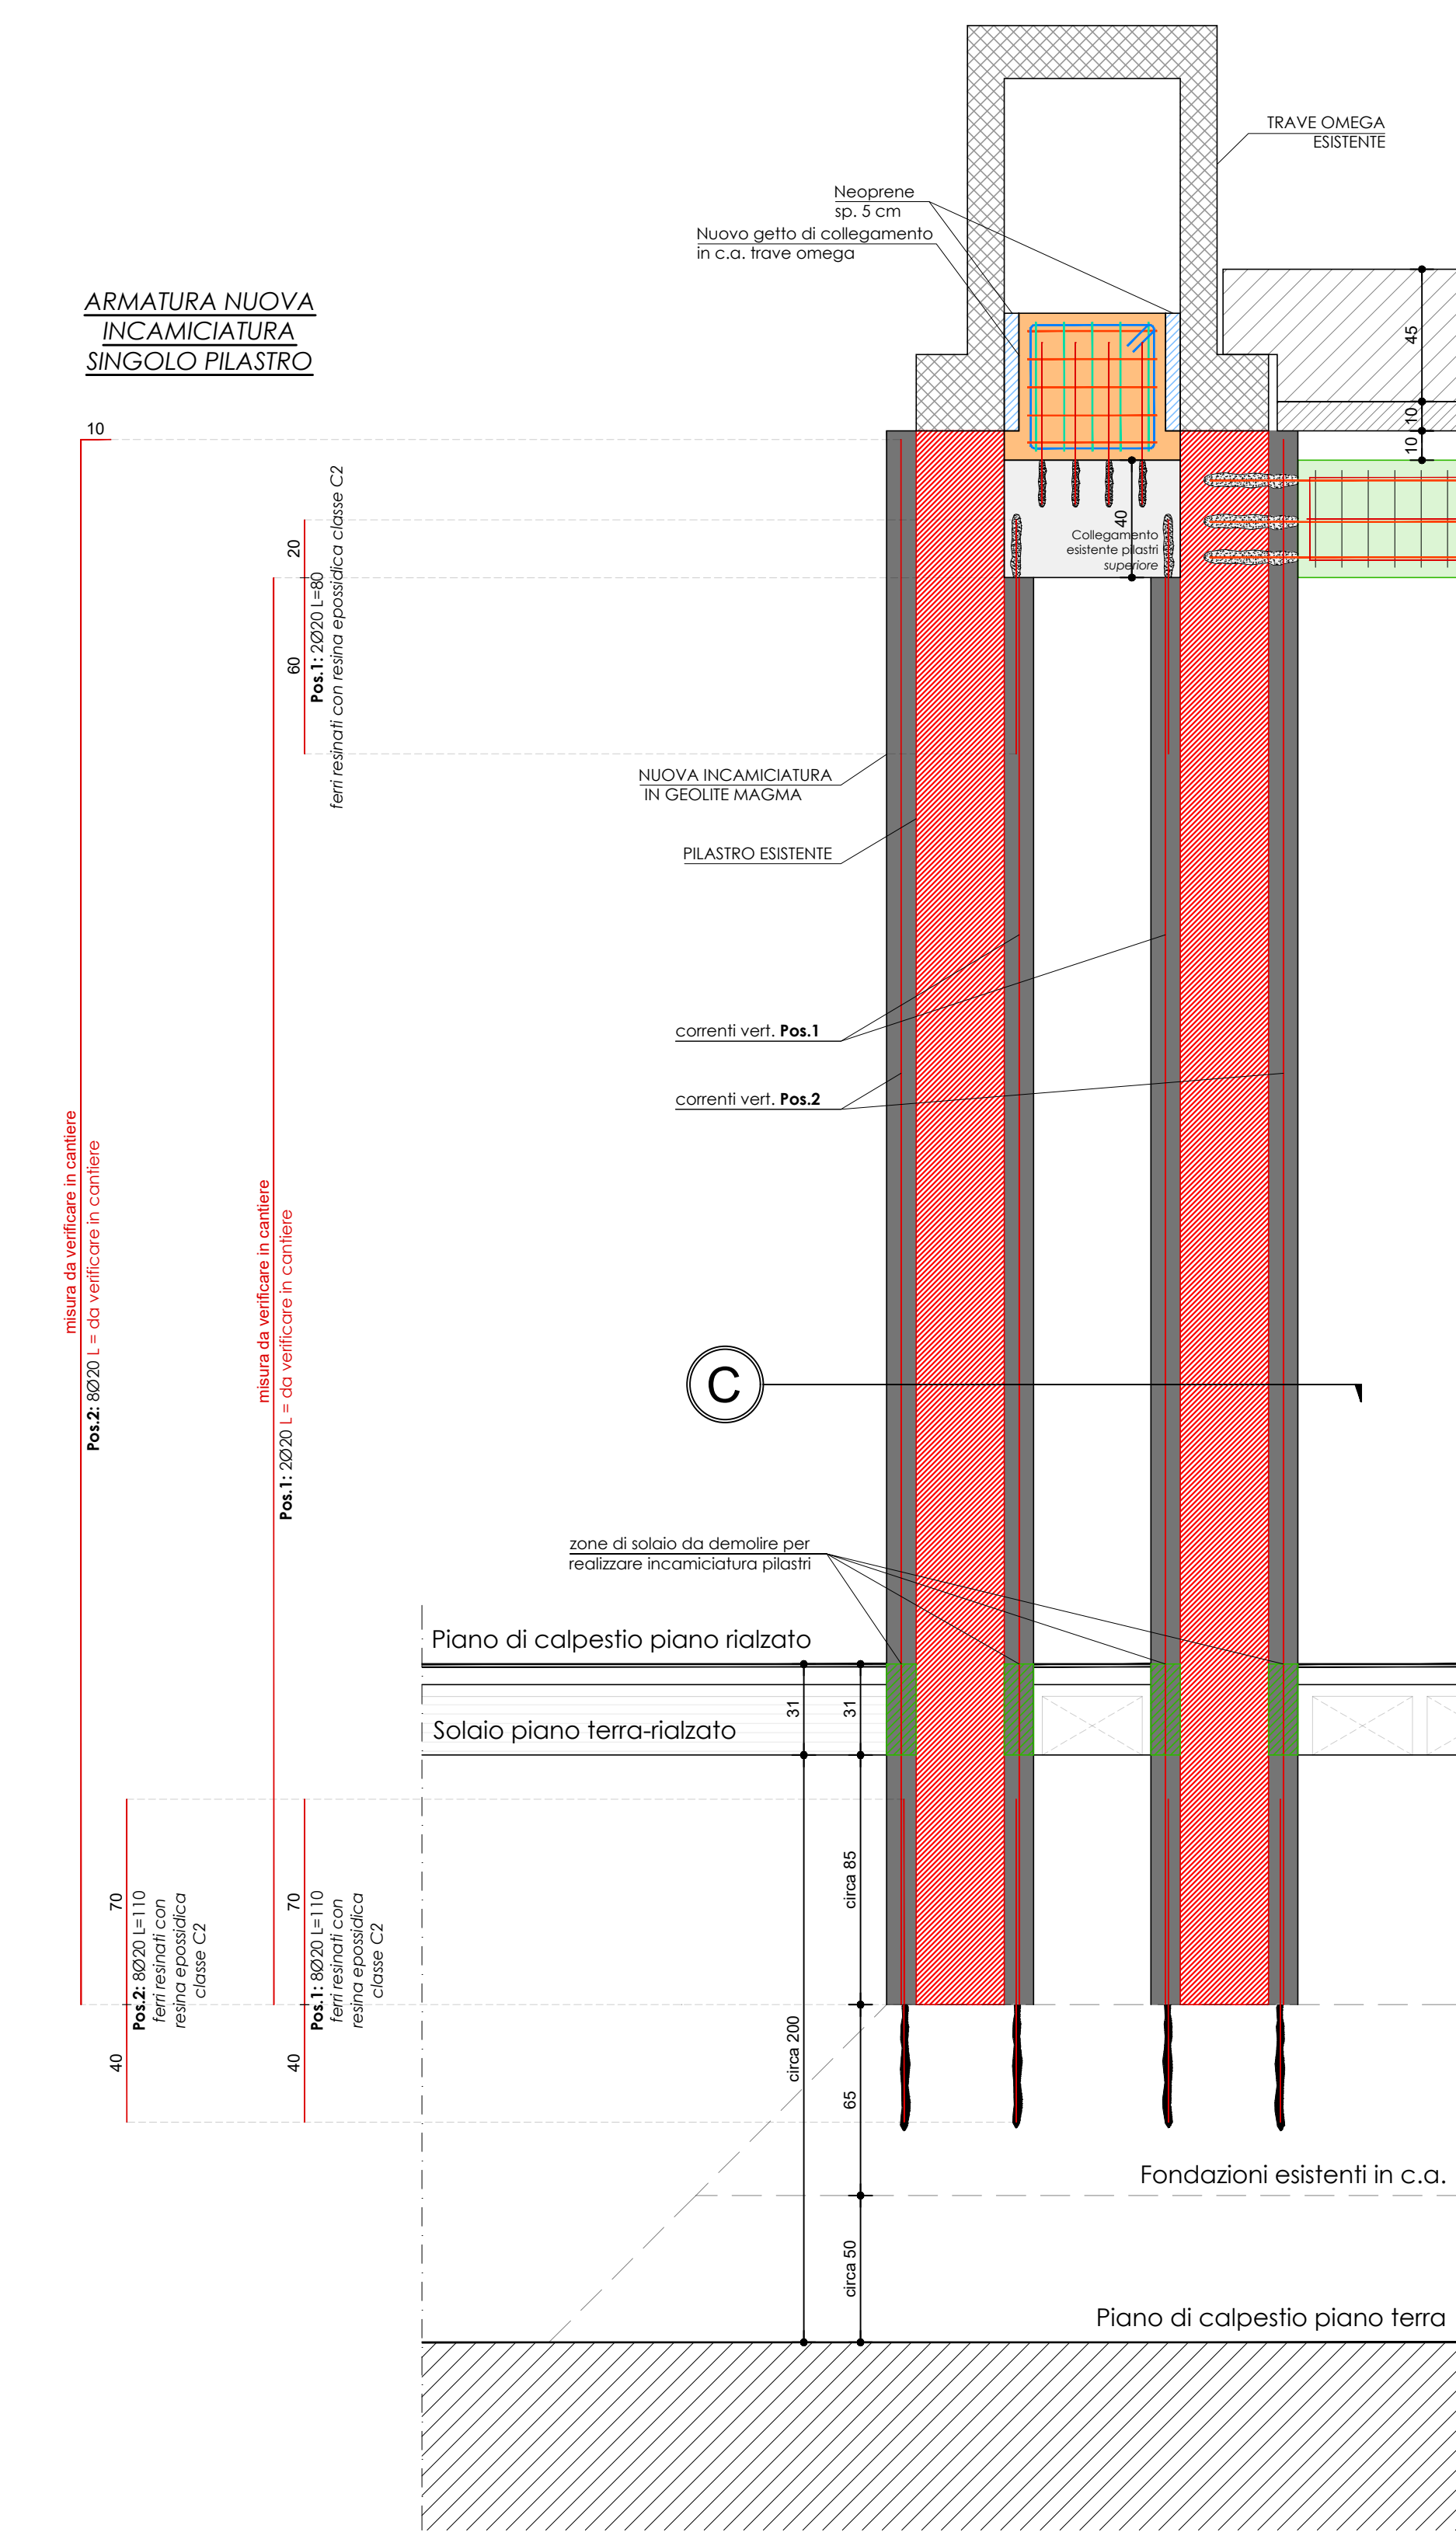 TRAVE OMEGA
ESISTENTE
Neoprene
sp. 5 cm
Nuovo getto di collegamento
in c.a. trave omega
ARMATURA NUOVA
INCAMICIATURA
SINGOLO PILASTRO
45
10
10
10
40
Collegamento
esistente pilastri
superiore
20
60
Pos.1: 2Ø20 L=80
ferri resinati con resina epossidica classe C2
NUOVA INCAMICIATURA
IN GEOLITE MAGMA
PILASTRO ESISTENTE
correnti vert. Pos.1
correnti vert. Pos.2
misura da verificare in cantiere
Pos.2: 8Ø20 L = da verificare in cantiere
misura da verificare in cantiere
Pos.1: 2Ø20 L = da verificare in cantiere
C
zone di solaio da demolire per
realizzare incamiciatura pilastri
Piano di calpestio piano rialzato
31
31
Solaio piano terra-rialzato
70
40
Pos.2: 8Ø20 L=110
ferri resinati con
resina epossidica
classe C2
70
40
Pos.1: 8Ø20 L=110
ferri resinati con
resina epossidica
classe C2
circa 85
circa 200
65
circa 50
Fondazioni esistenti in c.a.
Piano di calpestio piano terra